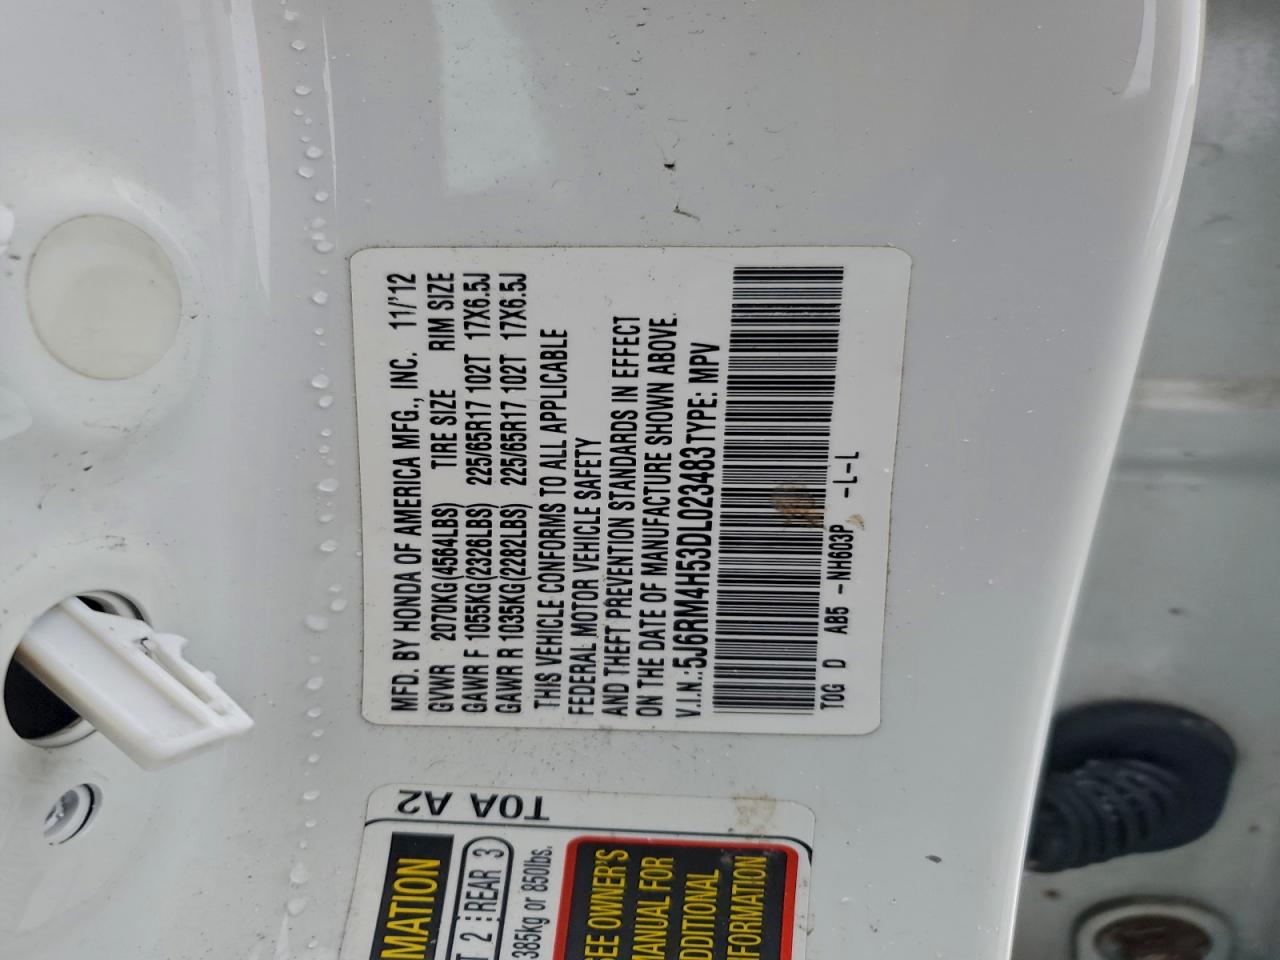 MFD. BY HONDA OF AMERICA MFG., INC. 11/'12
GVWR 2070KG(4564LBS) TIRE SIZE RIM SIZE
GAWR F 1055KG(2326LBS) 225/65R17 102T 17X6.5J
GAWR R 1035KG(2282LBS) 225/65R17 102T 17X6.5J
THIS VEHICLE CONFORMS TO ALL APPLICABLE
FEDERAL MOTOR VEHICLE SAFETY
AND THEFT PREVENTION STANDARDS IN EFFECT
ON THE DATE OF MANUFACTURE SHOWN ABOVE.
V.I.N.:5J6RM4H53DL023483TYPE: MPV
T0G D AB5 -NH603P -L-L
T0A A2
MATION
T 2 REAR 3
385kg or 850lbs.
SEE OWNER'S
MANUAL FOR
DDITIONAL
FORMATION